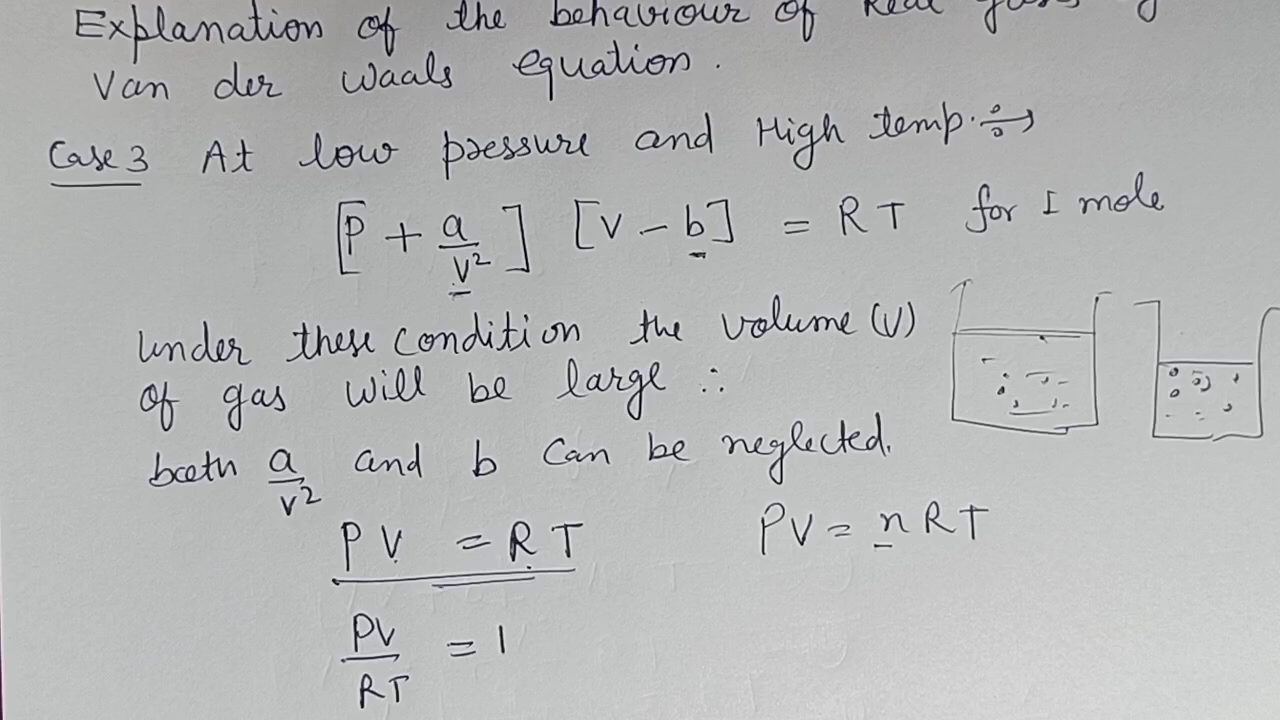 Explanation of the behaviour of Real gases
Van der Waals equation.
Case 3 At low pressure and High temp. ÷→
[P + a/V²] [V - b] = RT for 1 mole
Under these condition the volume (V)
of gas will be large ∴
both a/V² and b can be neglected.
PV = RT PV = nRT
PV/RT = 1